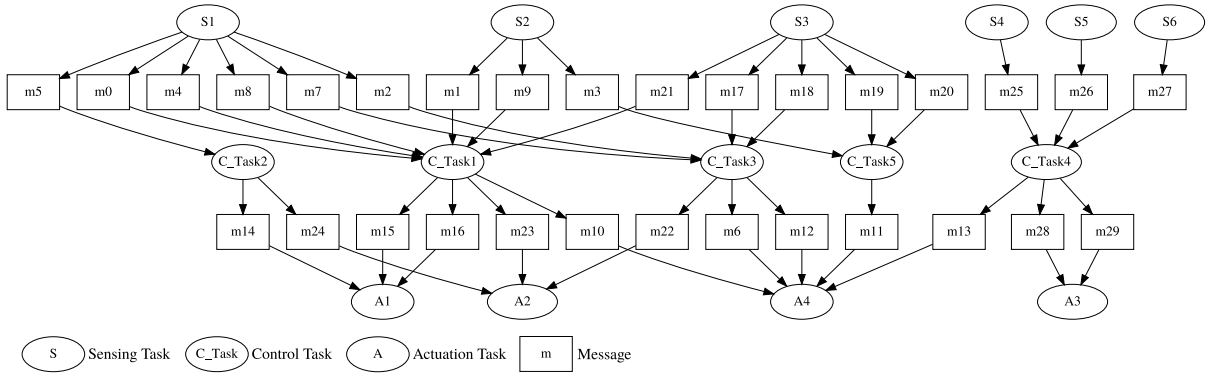 S1 S2 S3 S4 S5 S6
m5 m0 m4 m8 m7 m2 m1 m9 m3 m21 m17 m18 m19 m20 m25 m26 m27
C_Task2 C_Task1 C_Task3 C_Task5 C_Task4
m14 m24 m15 m16 m23 m10 m22 m6 m12 m11 m13 m28 m29
A1 A2 A4 A3
S Sensing Task C_Task Control Task A Actuation Task m Message